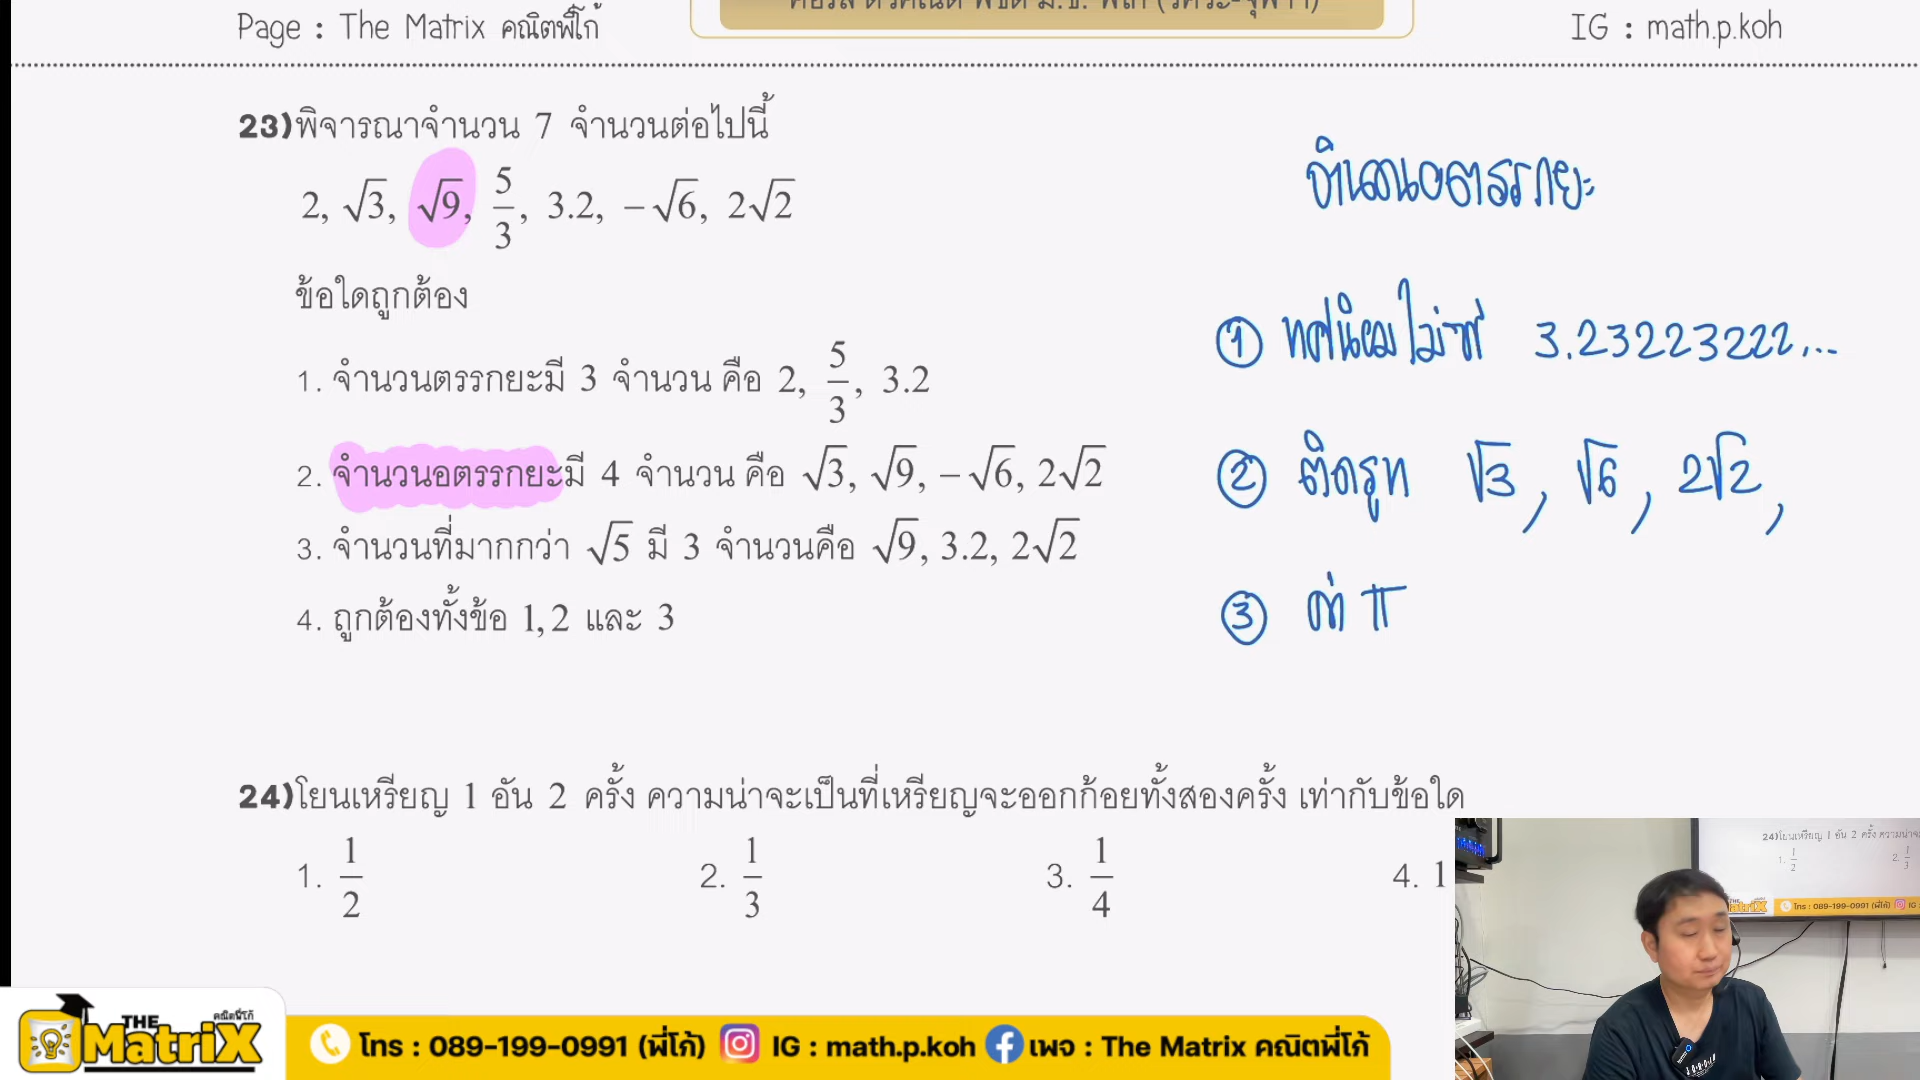 Page : The Matrix คณิตพี่โก้
IG : math.p.koh
23) พิจารณาจำนวน 7 จำนวนต่อไปนี้
2, √3, √9, 5/3, 3.2, −√6, 2√2
ข้อใดถูกต้อง
1. จำนวนตรรกยะมี 3 จำนวน คือ 2, 5/3, 3.2
2. จำนวนอตรรกยะมี 4 จำนวน คือ √3, √9, −√6, 2√2
3. จำนวนที่มากกว่า √5 มี 3 จำนวนคือ √9, 3.2, 2√2
4. ถูกต้องทั้งข้อ 1,2 และ 3
จำนวนอตรรกยะ
① ทศนิยมไม่ซ้ำ 3.23223222...
② ติดรูท √3, √6, 2√2,
③ ค่า π
24) โยนเหรียญ 1 อัน 2 ครั้ง ความน่าจะเป็นที่เหรียญจะออกก้อยทั้งสองครั้ง เท่ากับข้อใด
1. 1/2 2. 1/3 3. 1/4 4. 1
THE MatriX คณิตพี่โก้
โทร : 089-199-0991 (พี่โก้) IG : math.p.koh เพจ : The Matrix คณิตพี่โก้